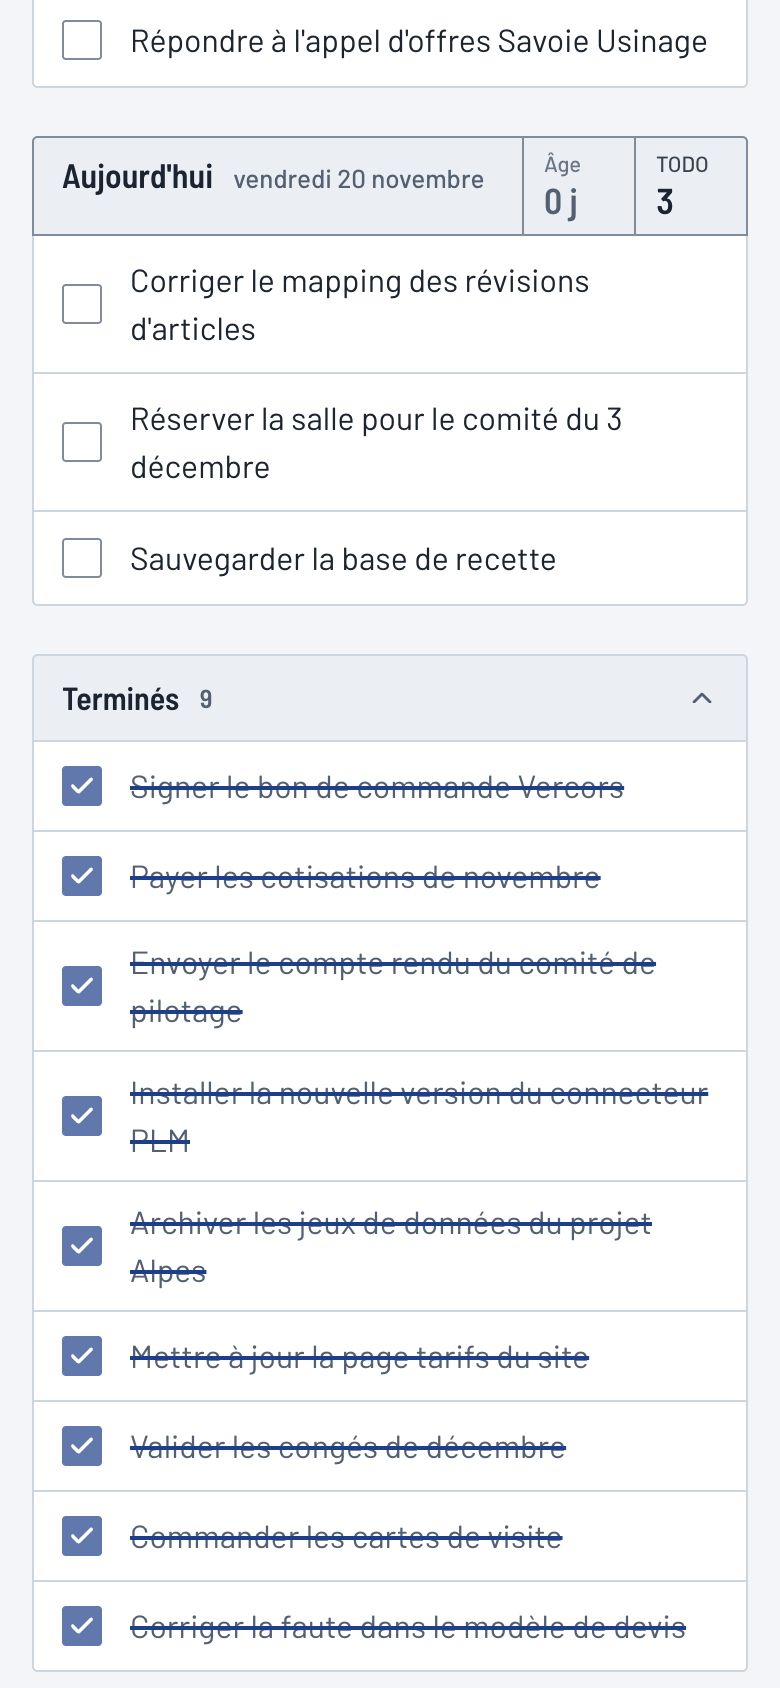 Répondre à l'appel d'offres Savoie Usinage
Aujourd'hui vendredi 20 novembre
Âge
0 j
TODO
3
Corriger le mapping des révisions
d'articles
Réserver la salle pour le comité du 3
décembre
Sauvegarder la base de recette
Terminés 9
Signer le bon de commande Vercors
Payer les cotisations de novembre
Envoyer le compte rendu du comité de
pilotage
Installer la nouvelle version du connecteur
PLM
Archiver les jeux de données du projet
Alpes
Mettre à jour la page tarifs du site
Valider les congés de décembre
Commander les cartes de visite
Corriger la faute dans le modèle de devis